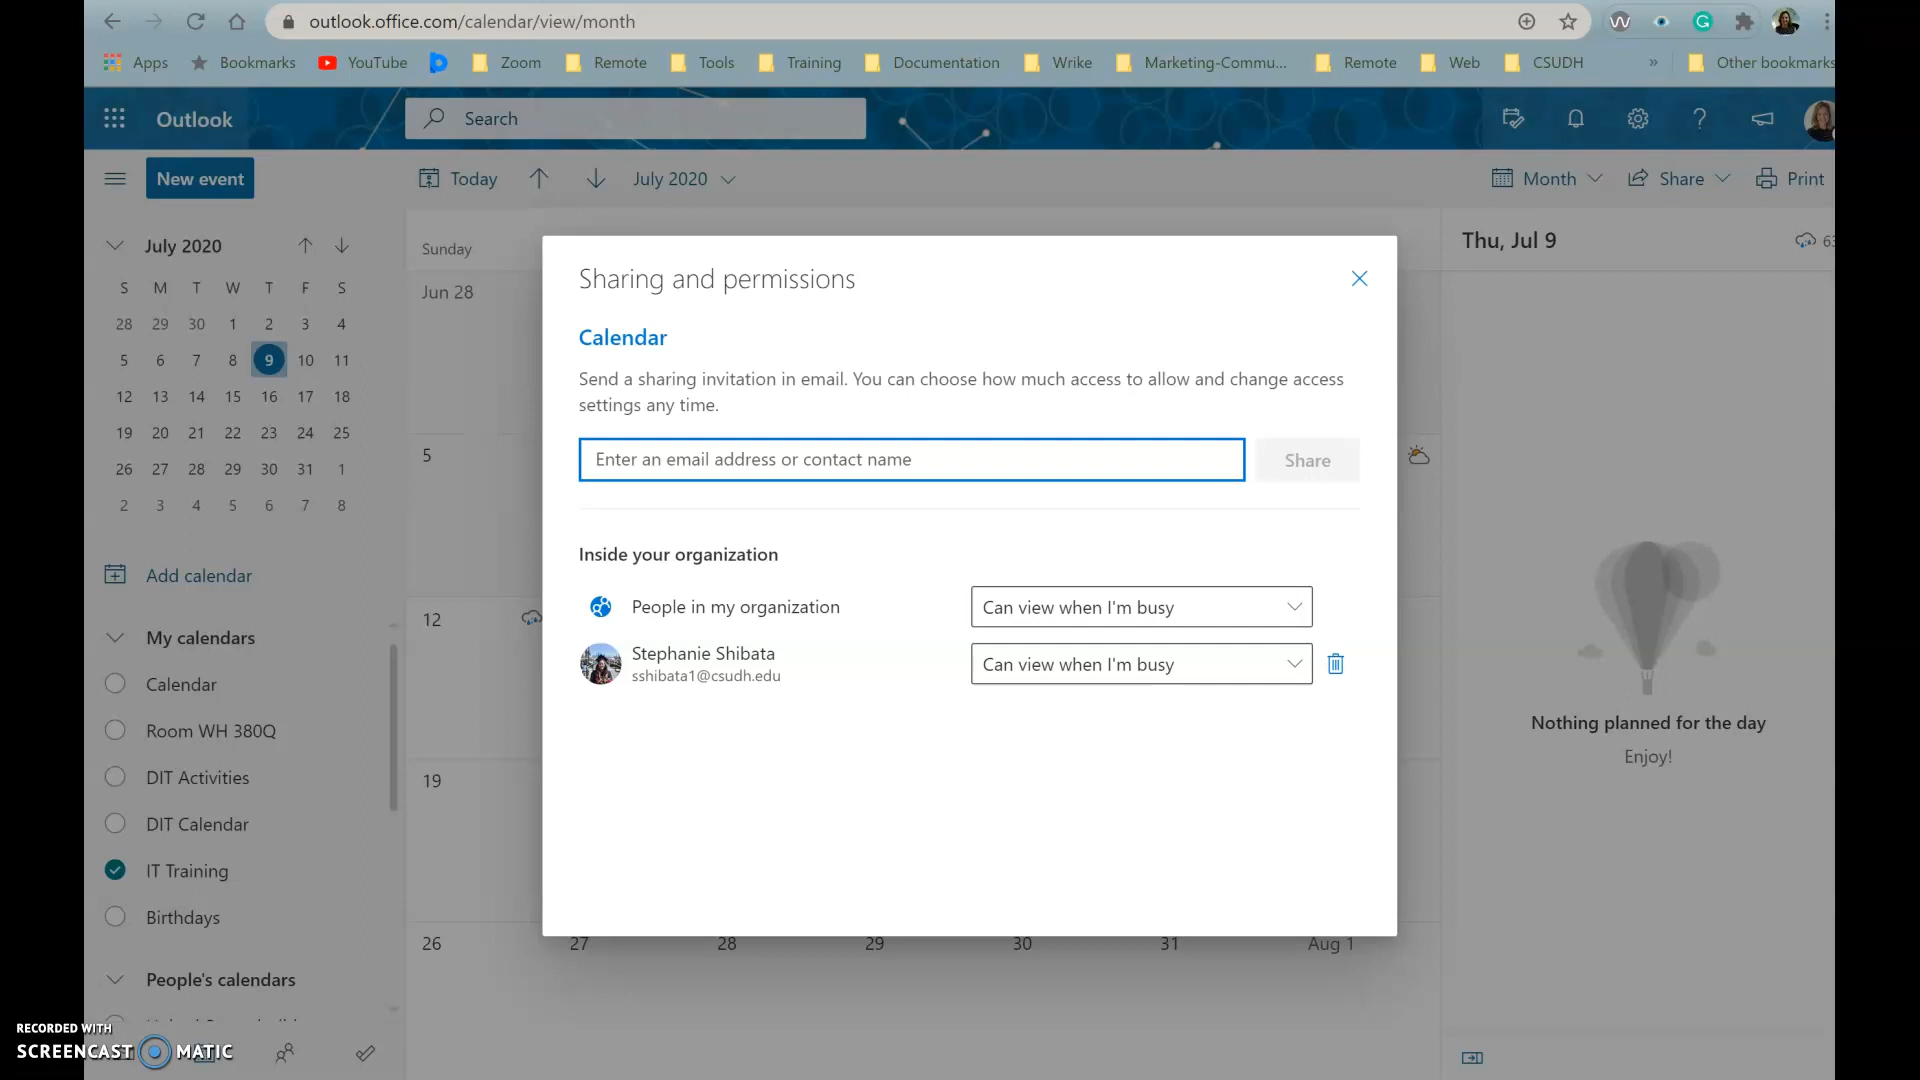 outlook.office.com/calendar/view/month
Apps
Bookmarks
YouTube
Zoom
Remote
Tools
Training
Documentation
Wrike
Marketing-Commu...
Remote
Web
CSUDH
»
Other bookmarks
Outlook
Search
New event
Today
July 2020
Month
Share
Print
July 2020
S M T W T F S
28 29 30 1 2 3 4
5 6 7 8 9 10 11
12 13 14 15 16 17 18
19 20 21 22 23 24 25
26 27 28 29 30 31 1
2 3 4 5 6 7 8
Add calendar
My calendars
Calendar
Room WH 380Q
DIT Activities
DIT Calendar
IT Training
Birthdays
People's calendars
Sunday
Jun 28
5
12
19
26 27 28 29 30 31 Aug 1
Sharing and permissions
Calendar
Send a sharing invitation in email. You can choose how much access to allow and change access
settings any time.
Enter an email address or contact name
Share
Inside your organization
People in my organization
Can view when I'm busy
Stephanie Shibata
sshibata1@csudh.edu
Can view when I'm busy
Thu, Jul 9
63
Nothing planned for the day
Enjoy!
RECORDED WITH
SCREENCAST MATIC